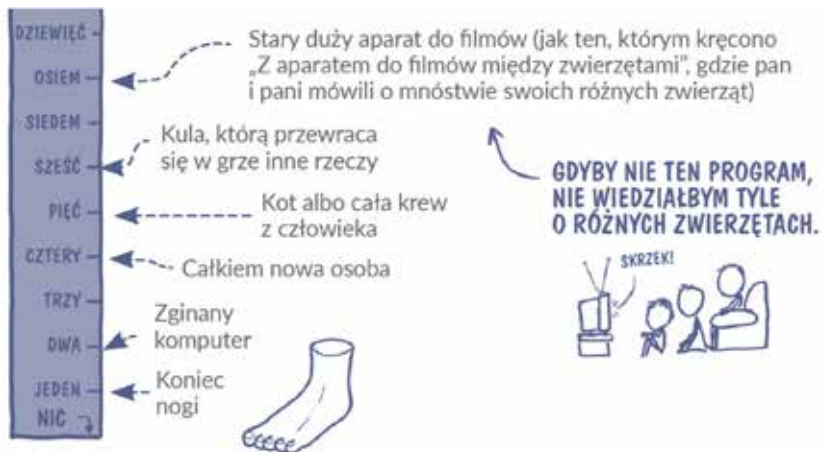 DZIEWIĘĆ
Stary duży aparat do filmów (jak ten, którym kręcono
„Z aparatem do filmów między zwierzętami”, gdzie pan
i pani mówili o mnóstwie swoich różnych zwierząt)
OSIEM
SIEDEM
Kula, którą przewraca
się w grze inne rzeczy
SZEŚĆ
GDYBY NIE TEN PROGRAM,
NIE WIEDZIAŁBYM TYLE
O RÓŻNYCH ZWIERZĘTACH.
SKRZEK!
PIĘĆ
Kot albo cała krew
z człowieka
CZTERY
Całkiem nowa osoba
TRZY
Zginany
komputer
DWA
JEDEN
Koniec
nogi
NIC